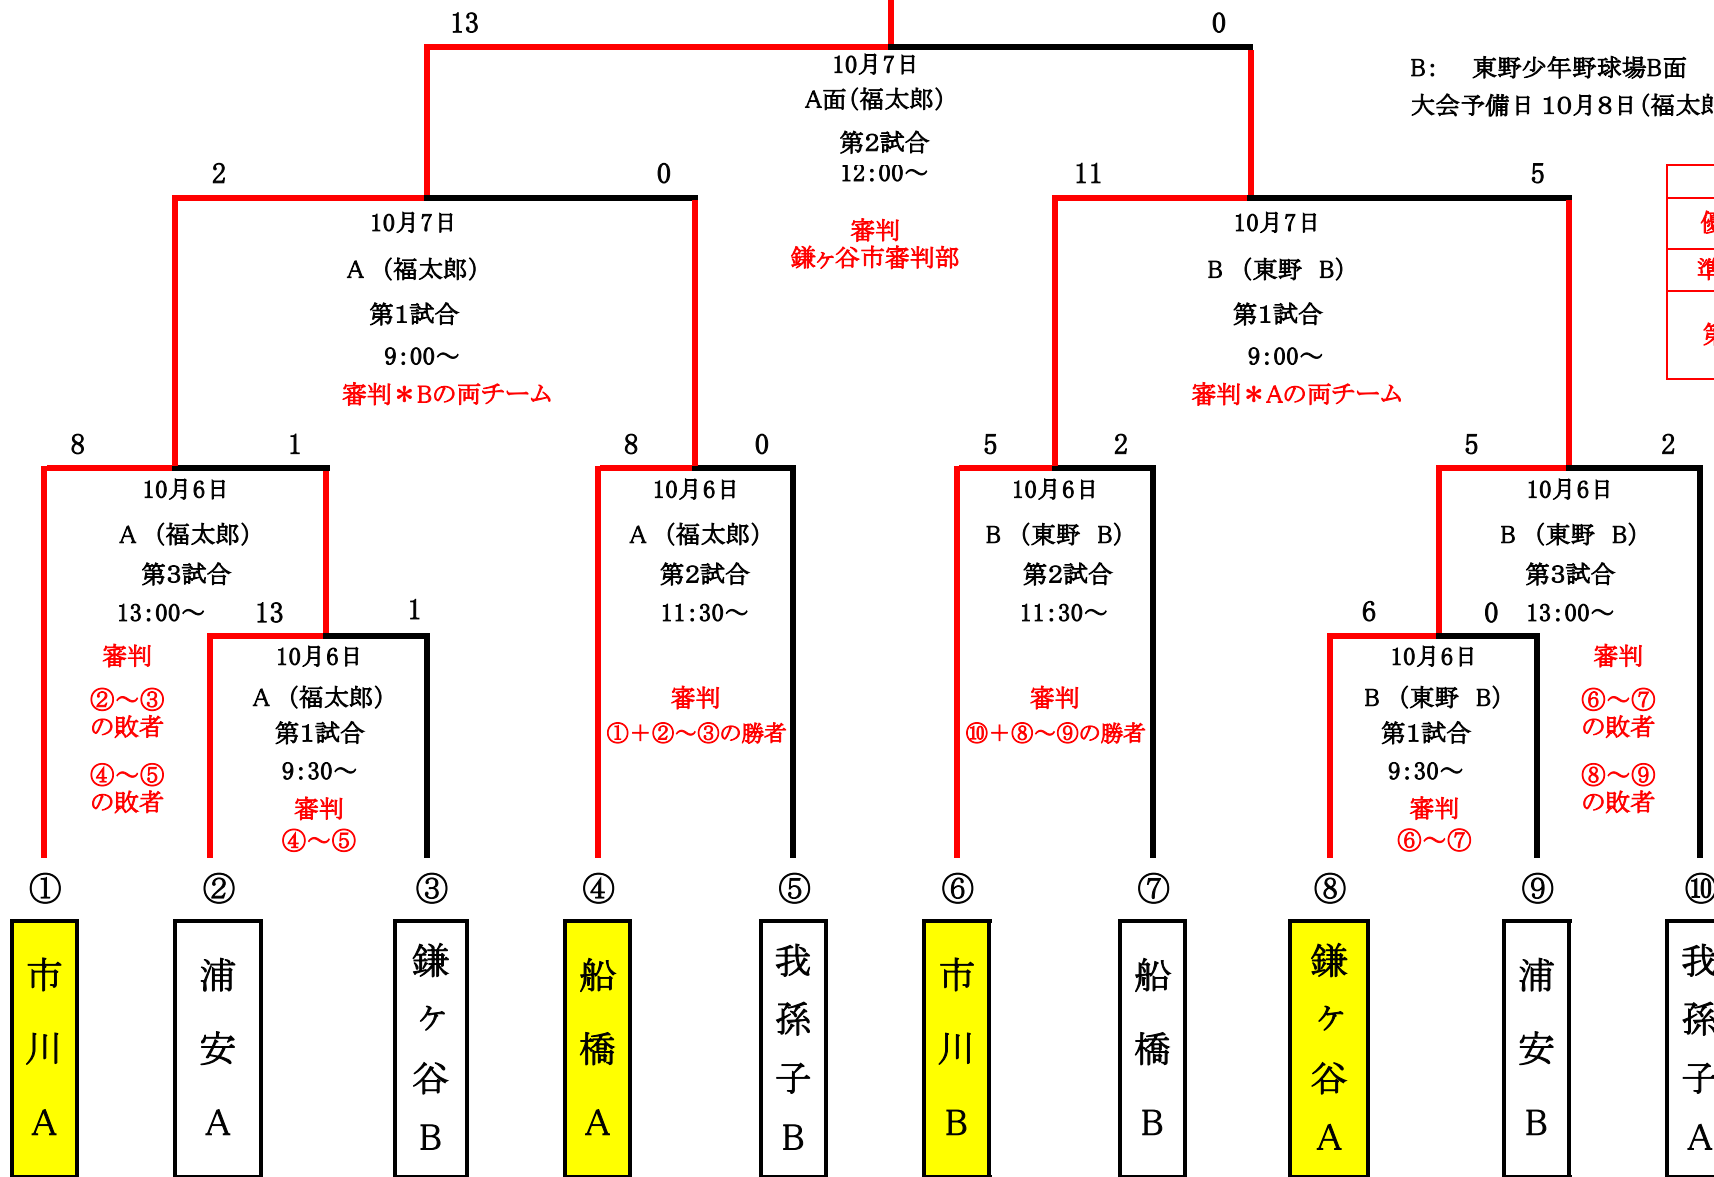 13
0
10月7日
A面(福太郎)
第2試合
12:00～
審判
鎌ヶ谷市審判部
B:　東野少年野球場B面
大会予備日 10月8日(福太郎
優
準
第
2
0
10月7日
A （福太郎）
第1試合
9:00～
審判＊Bの両チーム
11
5
10月7日
B （東野 B）
第1試合
9:00～
審判＊Aの両チーム
8
1
10月6日
A （福太郎）
第3試合
13:00～
審判
②～③
の敗者
④～⑤
の敗者
13
1
10月6日
A （福太郎）
第1試合
9:30～
審判
④～⑤
8
0
10月6日
A （福太郎）
第2試合
11:30～
審判
①＋②～③の勝者
5
2
10月6日
B （東野 B）
第2試合
11:30～
審判
⑩＋⑧～⑨の勝者
5
2
10月6日
B （東野 B）
第3試合
13:00～
審判
⑥～⑦
の敗者
⑧～⑨
の敗者
6
0
10月6日
B （東野 B）
第1試合
9:30～
審判
⑥～⑦
①
②
③
④
⑤
⑥
⑦
⑧
⑨
⑩
市川A
浦安A
鎌ヶ谷B
船橋A
我孫子B
市川B
船橋B
鎌ヶ谷A
浦安B
我孫子A